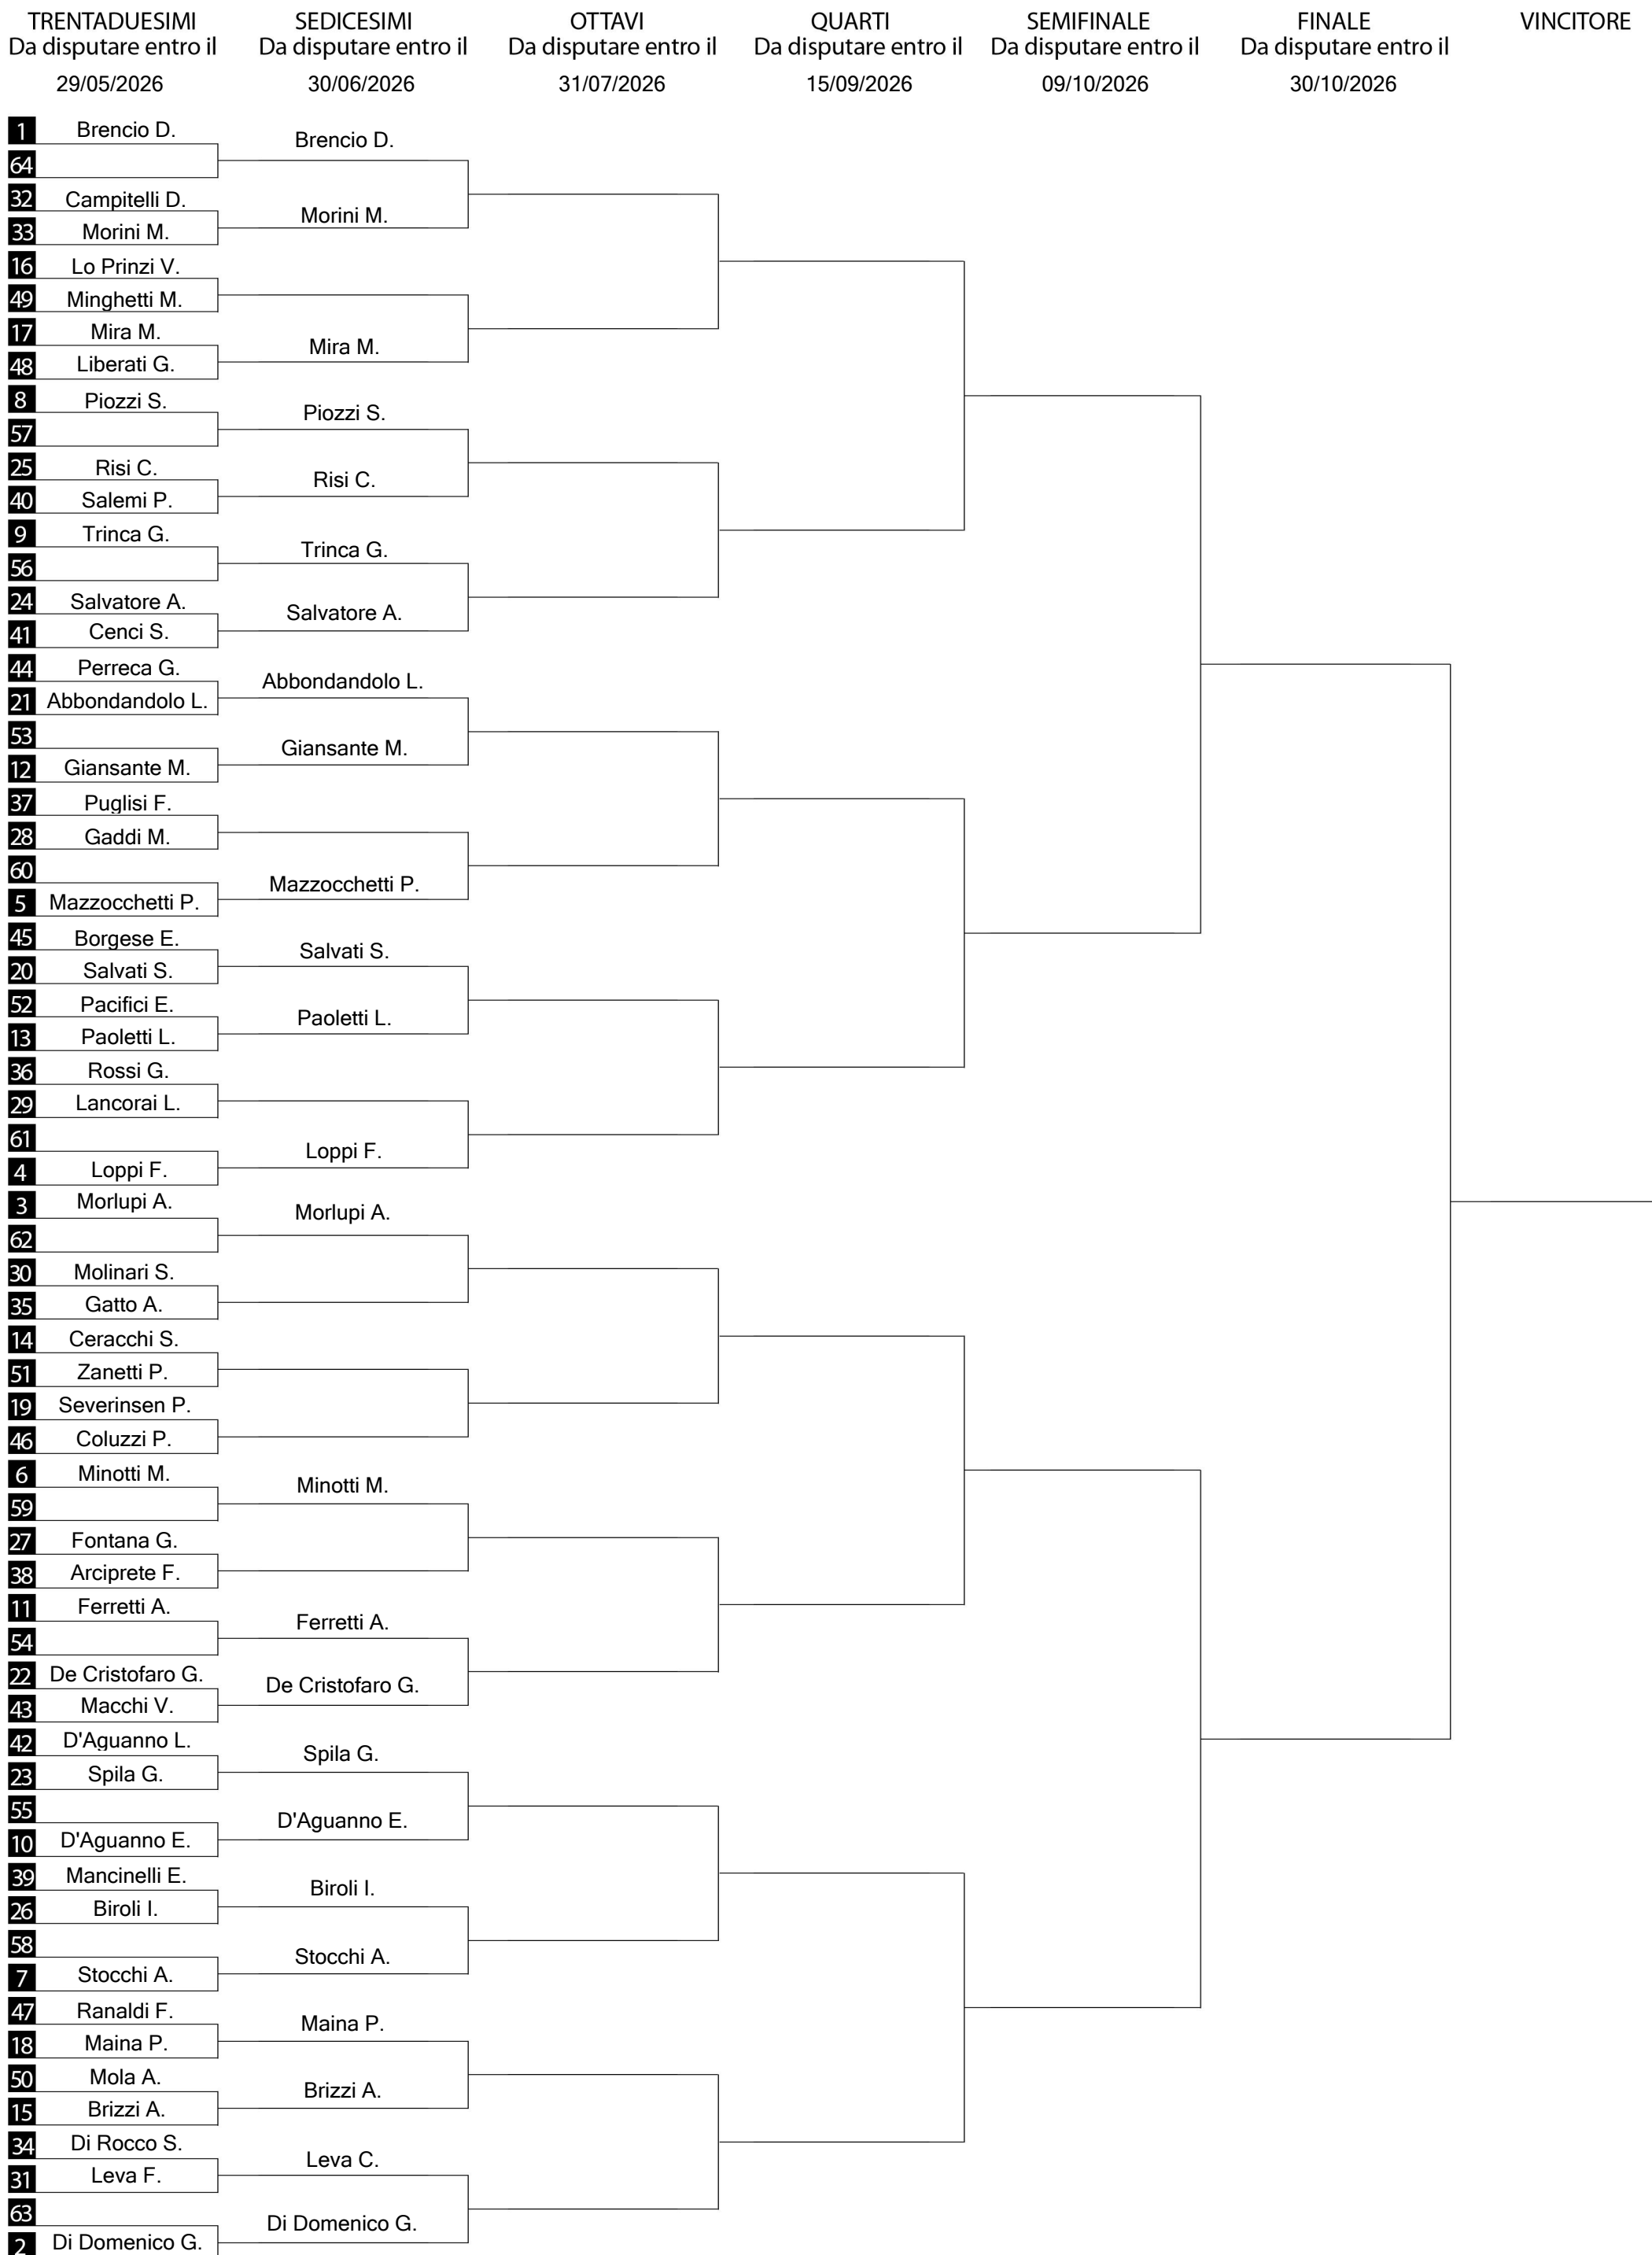 TRENTADUESIMI SEDICESIMI OTTAVI QUARTI SEMIFINALE FINALE VINCITORE
Da disputare entro il Da disputare entro il Da disputare entro il Da disputare entro il Da disputare entro il Da disputare entro il
29/05/2026 30/06/2026 31/07/2026 15/09/2026 09/10/2026 30/10/2026
1 Brencio D.
Brencio D.
64
32 Campitelli D.
Morini M.
33 Morini M.
16 Lo Prinzi V.
49 Minghetti M.
17 Mira M.
Mira M.
48 Liberati G.
8 Piozzi S.
Piozzi S.
57
25 Risi C.
Risi C.
40 Salemi P.
9 Trinca G.
Trinca G.
56
24 Salvatore A.
Salvatore A.
41 Cenci S.
44 Perreca G.
Abbondandolo L.
21 Abbondandolo L.
53
Giansante M.
12 Giansante M.
37 Puglisi F.
28 Gaddi M.
60
Mazzocchetti P.
5 Mazzocchetti P.
45 Borgese E.
Salvati S.
20 Salvati S.
52 Pacifici E.
Paoletti L.
13 Paoletti L.
36 Rossi G.
29 Lancorai L.
61
Loppi F.
4 Loppi F.
3 Morlupi A.
Morlupi A.
62
30 Molinari S.
35 Gatto A.
14 Ceracchi S.
51 Zanetti P.
19 Severinsen P.
46 Coluzzi P.
6 Minotti M.
Minotti M.
59
27 Fontana G.
38 Arciprete F.
11 Ferretti A.
Ferretti A.
54
22 De Cristofaro G.
De Cristofaro G.
43 Macchi V.
42 D'Aguanno L.
Spila G.
23 Spila G.
55
D'Aguanno E.
10 D'Aguanno E.
39 Mancinelli E.
Biroli I.
26 Biroli I.
58
Stocchi A.
7 Stocchi A.
47 Ranaldi F.
Maina P.
18 Maina P.
50 Mola A.
Brizzi A.
15 Brizzi A.
34 Di Rocco S.
Leva C.
31 Leva F.
63
Di Domenico G.
2 Di Domenico G.